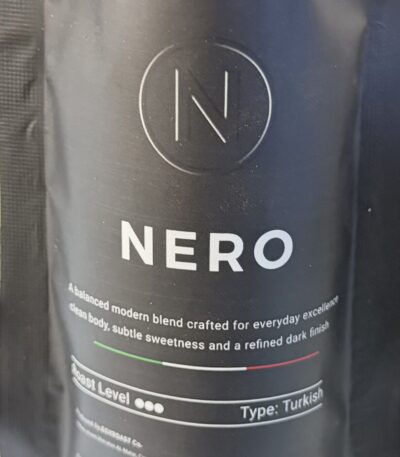 N
NERO
A balanced modern blend crafted for everyday excellence
clean body, subtle sweetness and a refined dark finish
Roast Level ●●●
Type: Turkish